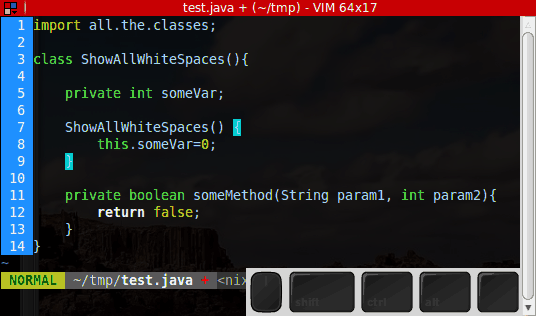 test.java + (~/tmp) - VIM 64x17
1 import all.the.classes;
2
3 class ShowAllWhiteSpaces(){
4
5     private int someVar;
6
7     ShowAllWhiteSpaces() {
8         this.someVar=0;
9     }
10
11     private boolean someMethod(String param1, int param2){
12         return false;
13     }
14 }
~
NORMAL ~/tmp/test.java + <nix
shift ctrl alt